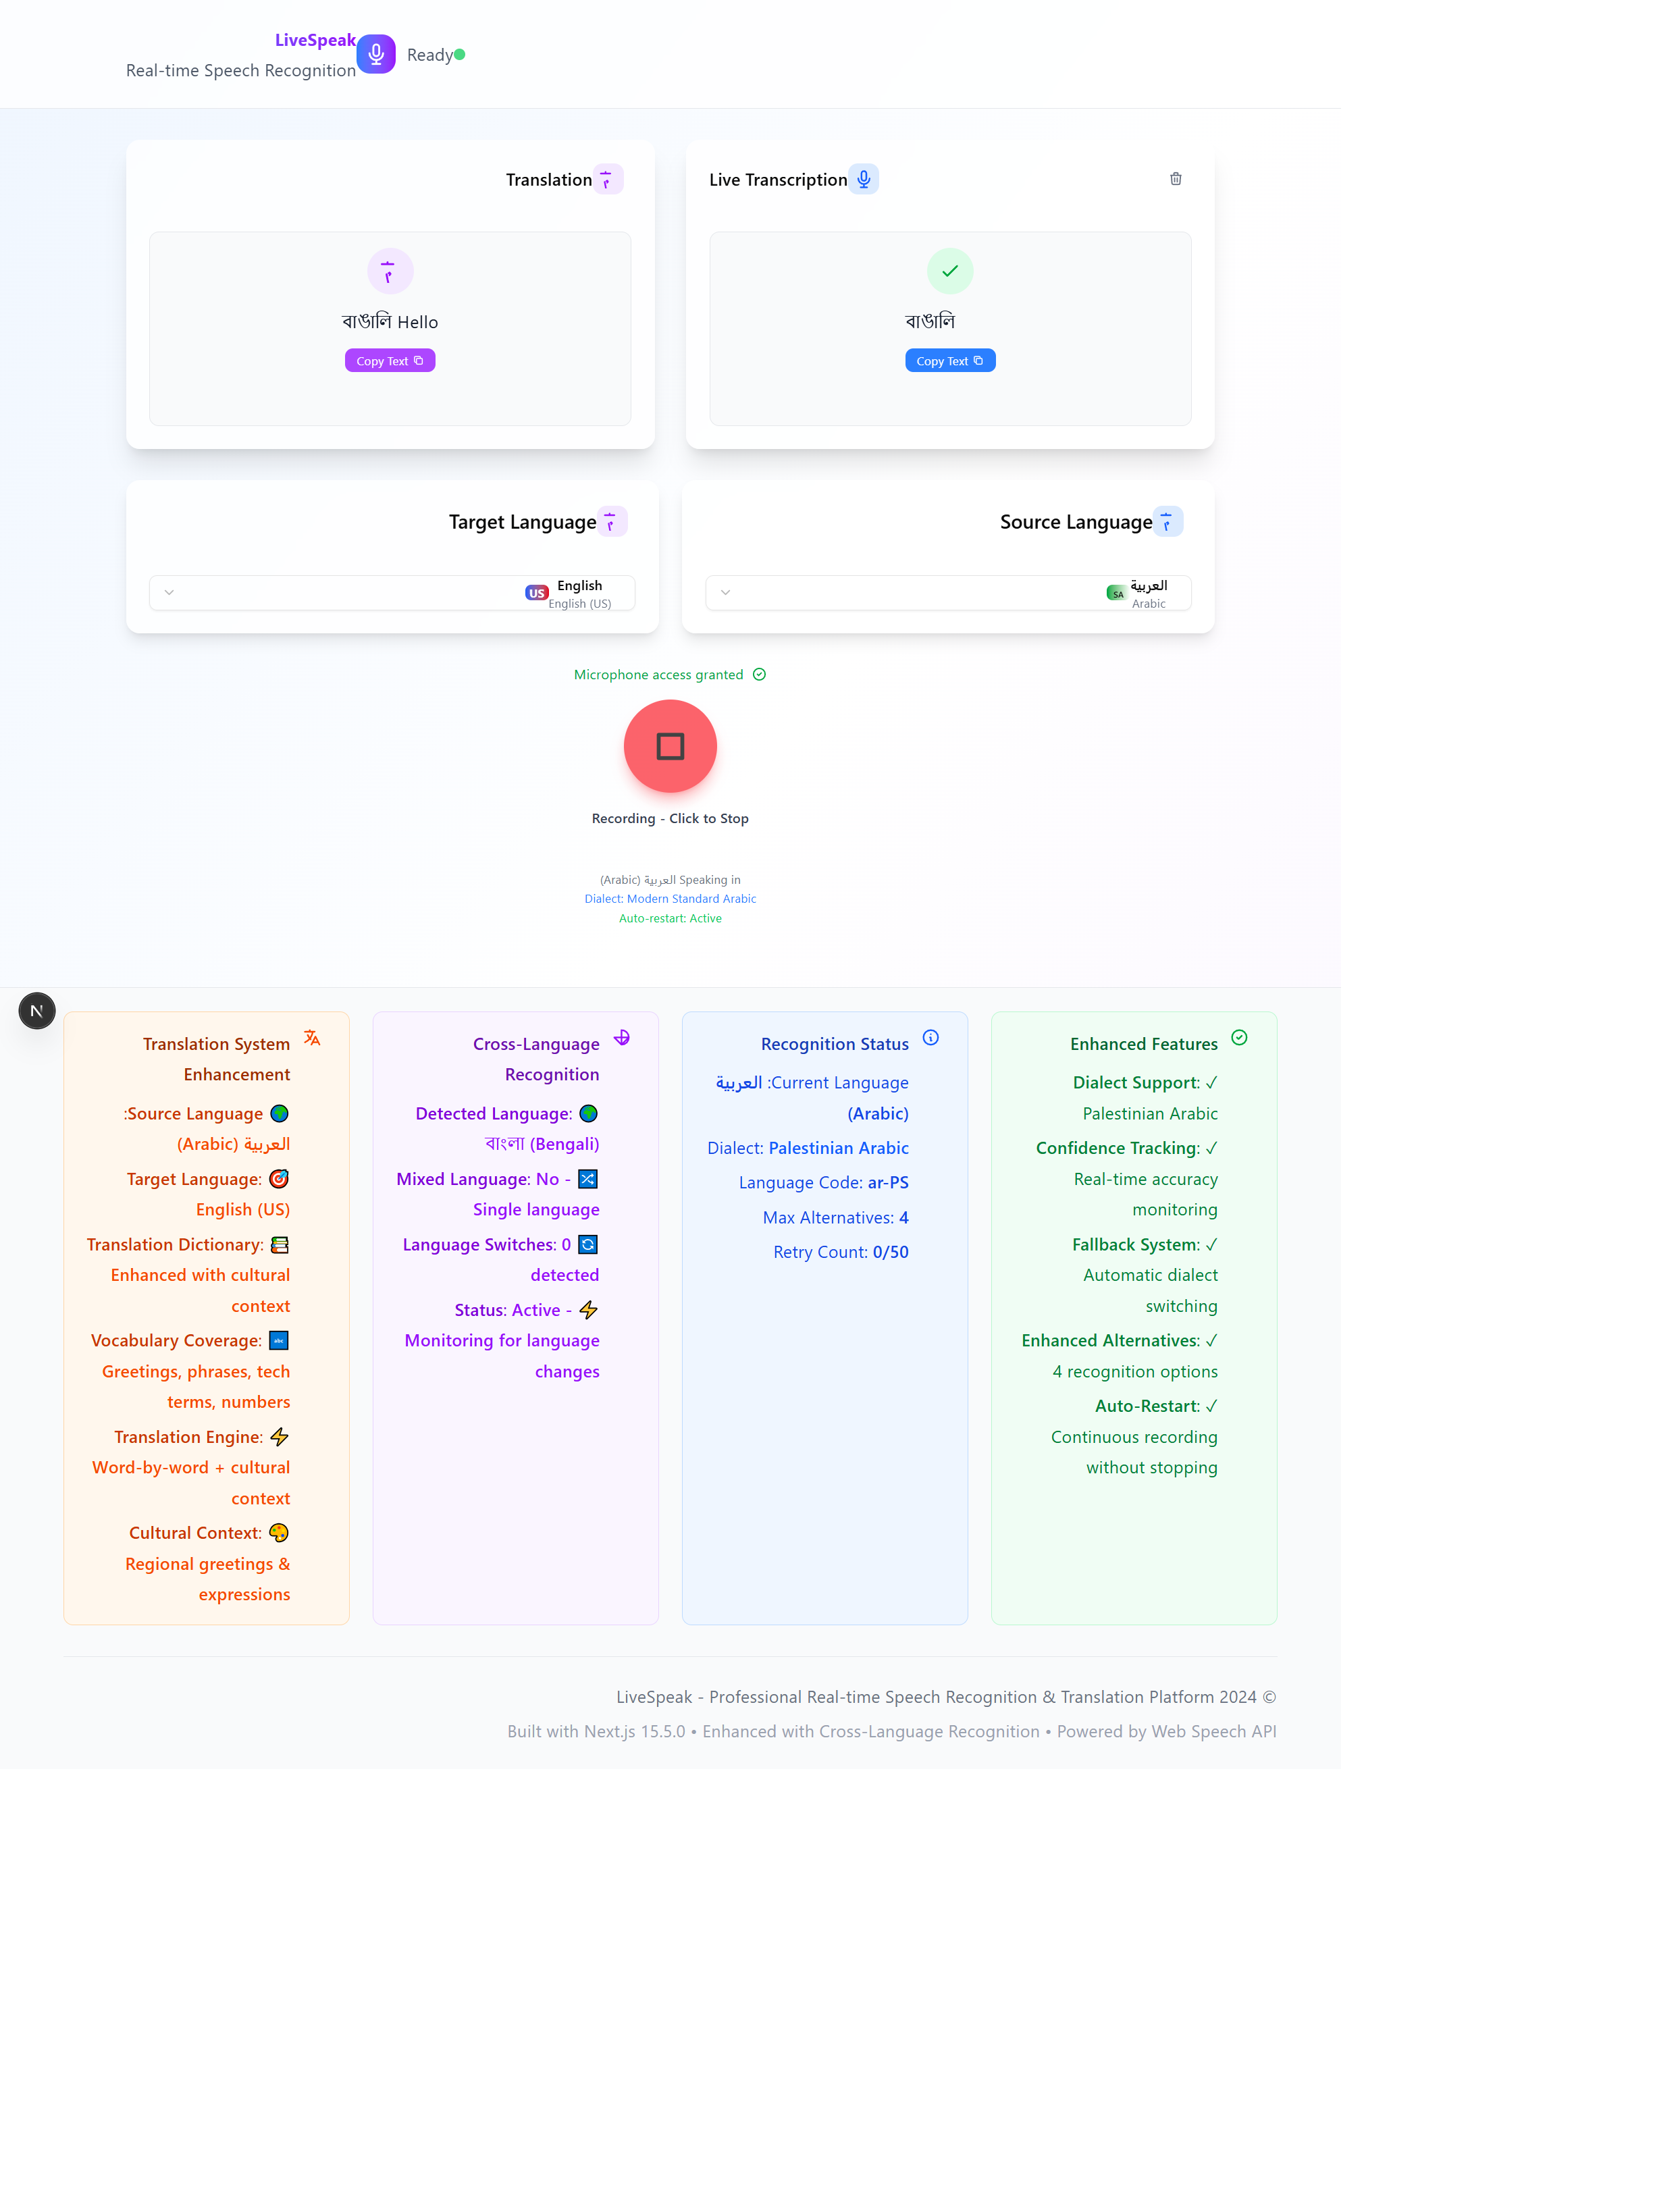 LiveSpeak
Real-time Speech Recognition
Ready
Translation
বাঙালি Hello
Copy Text
Live Transcription
বাঙালি
Copy Text
Target Language
US
English
English (US)
Source Language
SA
العربية
Arabic
Microphone access granted
Recording - Click to Stop
(Arabic) العربية Speaking in
Dialect: Modern Standard Arabic
Auto-restart: Active
N
Translation System
Enhancement
:Source Language
العربية (Arabic)
Target Language:
English (US)
Translation Dictionary:
Enhanced with cultural
context
Vocabulary Coverage:
abc
Greetings, phrases, tech
terms, numbers
Translation Engine:
Word-by-word + cultural
context
Cultural Context:
Regional greetings &
expressions
Cross-Language
Recognition
Detected Language:
বাংলা (Bengali)
Mixed Language: No -
Single language
Language Switches: 0
detected
Status: Active -
Monitoring for language
changes
Recognition Status
العربية :Current Language
(Arabic)
Dialect: Palestinian Arabic
Language Code: ar-PS
Max Alternatives: 4
Retry Count: 0/50
Enhanced Features
Dialect Support: ✓
Palestinian Arabic
Confidence Tracking: ✓
Real-time accuracy
monitoring
Fallback System: ✓
Automatic dialect
switching
Enhanced Alternatives: ✓
4 recognition options
Auto-Restart: ✓
Continuous recording
without stopping
LiveSpeak - Professional Real-time Speech Recognition & Translation Platform 2024 ©
Built with Next.js 15.5.0 • Enhanced with Cross-Language Recognition • Powered by Web Speech API